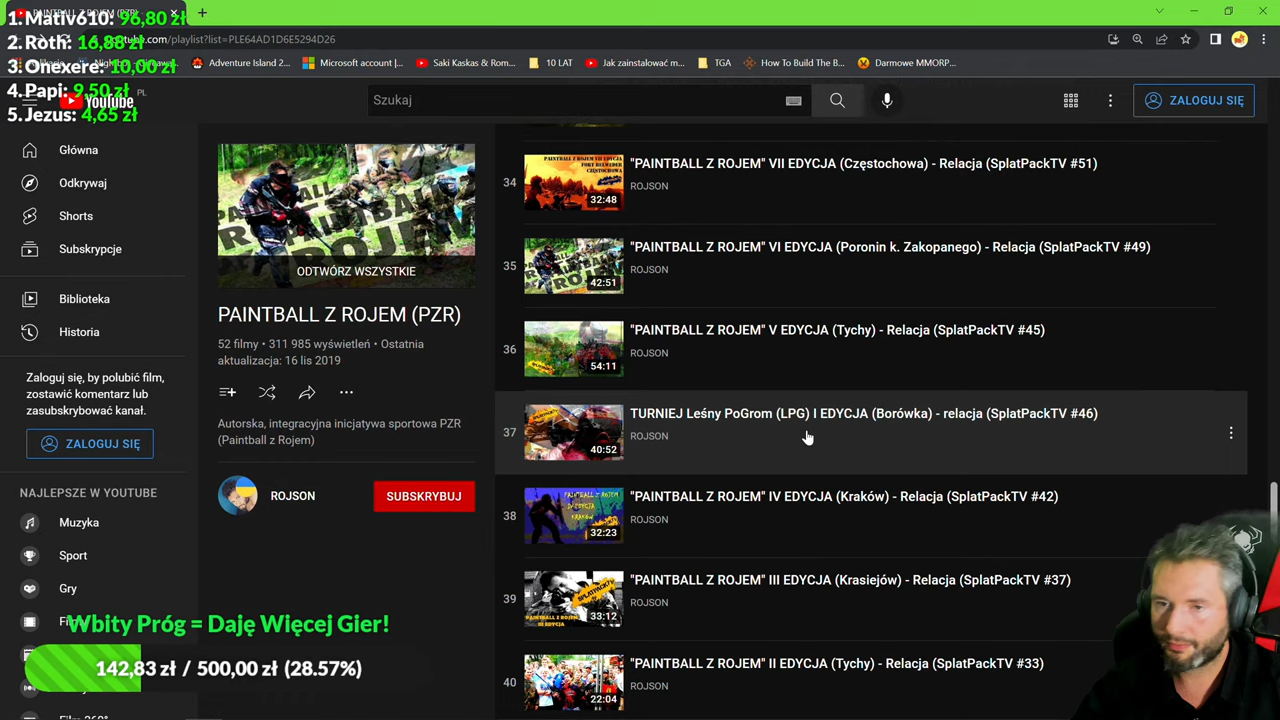 1.Mativ610: 96,80 zł
2. Roth: 16,88 zł
3.Onexere: 10,00 zł
4. Papi: 9,50 zł
5.Jezus: 4,65 zł
youtube.com/playlist?list=PLE64AD1D6E5294D26
Adventure Island 2...
Microsoft account |...
Saki Kaskas & Rom...
10 LAT
Jak zainstalować m...
TGA
How To Build The B...
Darmowe MMORP...
YouTube
PL
Szukaj
ZALOGUJ SIĘ
Główna
Odkrywaj
Shorts
Subskrypcje
Biblioteka
Historia
Zaloguj się, by polubić film,
zostawić komentarz lub
zasubskrybować kanał.
ZALOGUJ SIĘ
NAJLEPSZE W YOUTUBE
Muzyka
Sport
Gry
Film 360°
ODTWÓRZ WSZYSTKIE
PAINTBALL Z ROJEM (PZR)
52 filmy • 311 985 wyświetleń • Ostatnia
aktualizacja: 16 lis 2019
Autorska, integracyjna inicjatywa sportowa PZR
(Paintball z Rojem)
ROJSON
SUBSKRYBUJ
34
32:48
"PAINTBALL Z ROJEM" VII EDYCJA (Częstochowa) - Relacja (SplatPackTV #51)
ROJSON
35
42:51
"PAINTBALL Z ROJEM" VI EDYCJA (Poronin k. Zakopanego) - Relacja (SplatPackTV #49)
ROJSON
36
54:11
"PAINTBALL Z ROJEM" V EDYCJA (Tychy) - Relacja (SplatPackTV #45)
ROJSON
37
40:52
TURNIEJ Leśny PoGrom (LPG) I EDYCJA (Borówka) - relacja (SplatPackTV #46)
ROJSON
38
32:23
"PAINTBALL Z ROJEM" IV EDYCJA (Kraków) - Relacja (SplatPackTV #42)
ROJSON
39
33:12
"PAINTBALL Z ROJEM" III EDYCJA (Krasiejów) - Relacja (SplatPackTV #37)
ROJSON
40
22:04
"PAINTBALL Z ROJEM" II EDYCJA (Tychy) - Relacja (SplatPackTV #33)
ROJSON
Wbity Próg = Daję Więcej Gier!
142,83 zł / 500,00 zł (28.57%)